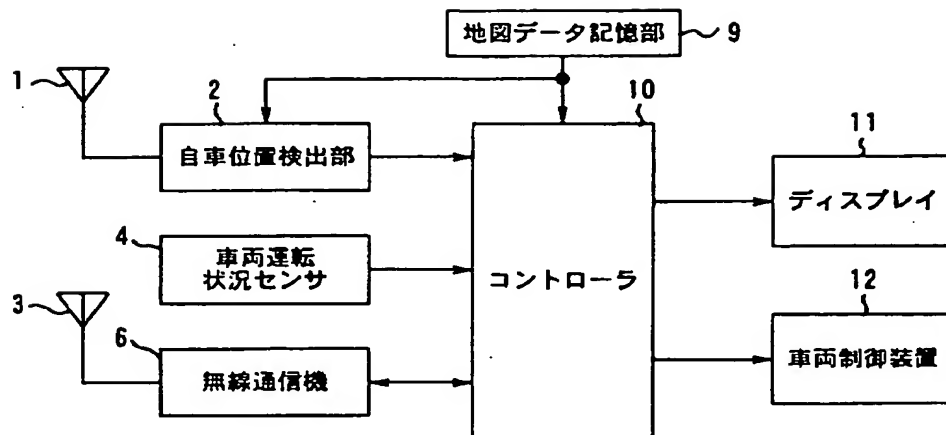 地図データ記憶部
9
1
2
自車位置検出部
10
11
ディスプレイ
4
車両運転
状況センサ
コントローラ
3
6
無線通信機
12
車両制御装置